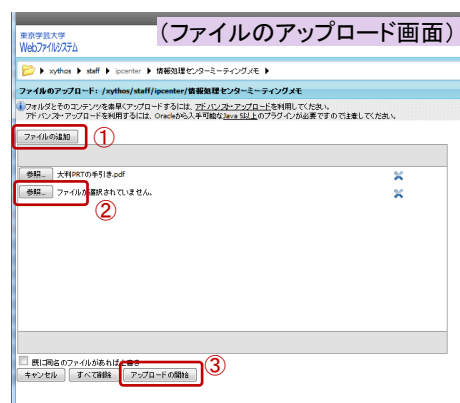 (ファイルのアップロード画面)
東京学芸大学
Webファイルシステム
xythos ▶ staff ▶ ipcenter ▶ 情報処理センターミーティングメモ ▶
ファイルのアップロード: /xythos/staff/ipcenter/情報処理センターミーティングメモ
フォルダとそのコンテンツを素早くアップロードするには、アドバンスト・アップロードを利用してください。
アドバンスト・アップロードを利用するには、Oracleから入手可能なJava SE以上のプラグインが必要ですので注意してください。
ファイルの追加 ①
参照... 大判PRTの手引き.pdf
参照... ファイルが選択されていません。
②
既に同名のファイルがあれば上書き
キャンセル すべて削除 アップロードの開始 ③